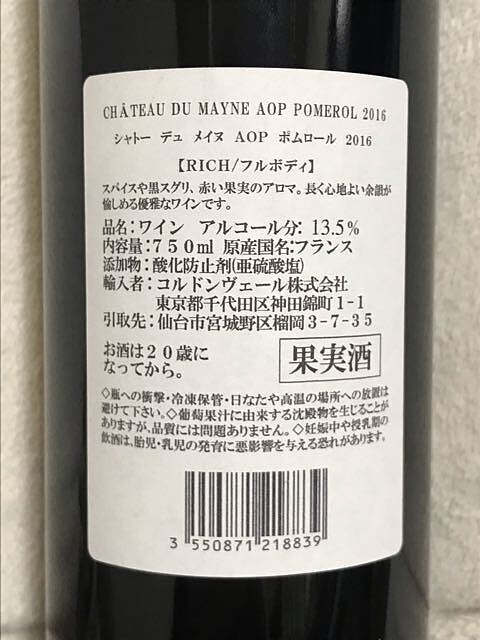 CHÂTEAU DU MAYNE AOP POMEROL 2016
シャトー デュ メイヌ AOP ポムロール 2016
【RICH/フルボディ】
スパイスや黒スグリ、赤い果実のアロマ。長く心地よい余韻が
愉しめる優雅なワインです。
品名:ワイン アルコール分: 13.5%
内容量:750ml 原産国名:フランス
添加物:酸化防止剤(亜硫酸塩)
輸入者:コルドンヴェール株式会社
東京都千代田区神田錦町1-1
引取先:仙台市宮城野区榴岡3-7-35
お酒は20歳に
なってから。
果実酒
◇瓶への衝撃・冷凍保管・日なたや高温の場所への放置は
避けて下さい。◇葡萄果汁に由来する沈殿物を生じることが
ありますが、品質には問題ありません。◇妊娠中や授乳期の
飲酒は、胎児・乳児の発育に悪影響を与える恐れがあります。
3 550871 218839